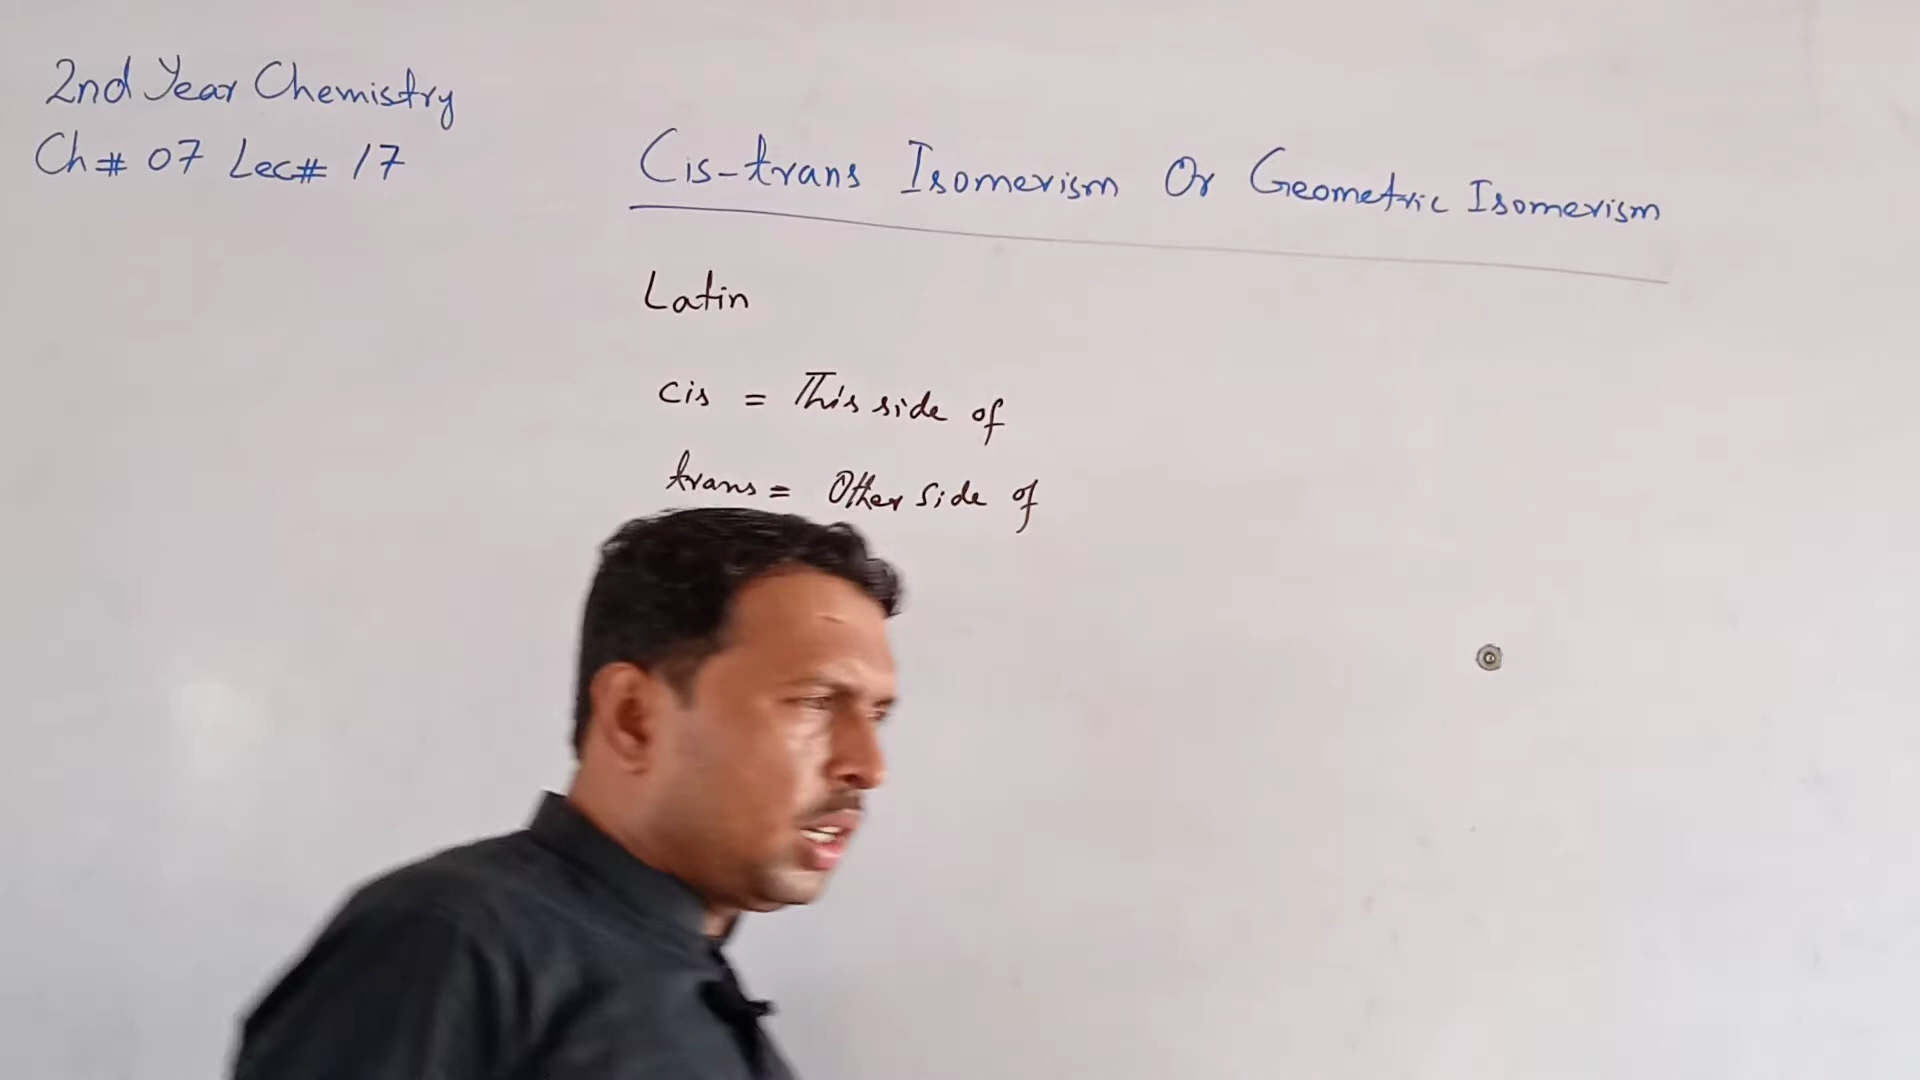 2nd Year Chemistry
Ch# 07 Lec# 17
Cis-trans Isomerism Or Geometric Isomerism
Latin
cis = This side of
trans = Other side of